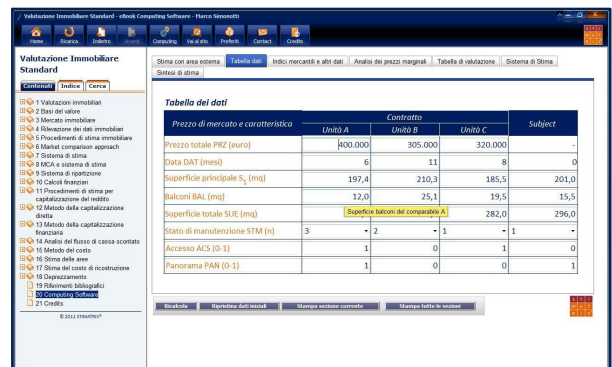 Valutazione Immobiliare Standard - eBook Computing Software - Marco Simonotti
Home Ricarica Indietro Avanti Computing Vai al sito Preferiti Contact Credits
Valutazione Immobiliare
Standard
Contenuti Indice Cerca
1 Valutazioni immobiliari
2 Basi del valore
3 Mercato immobiliare
4 Rilevazione dei dati immobiliari
5 Procedimenti di stima immobiliare
6 Market comparison approach
7 Sistema di stima
8 MCA e sistema di stima
9 Sistema di ripartizione
10 Calcoli finanziari
11 Procedimenti di stima per
capitalizzazione del reddito
12 Metodo della capitalizzazione
diretta
13 Metodo della capitalizzazione
finanziaria
14 Analisi del flusso di cassa scontato
15 Metodo del costo
16 Stima delle aree
17 Stima del costo di ricostruzione
18 Deprezzamento
19 Riferimenti bibliografici
20 Computing Software
21 Credits
© 2011 STIMATRIX®
Stima con area esterna Tabella dati Indici mercantili e altri dati Analisi dei prezzi marginali Tabella di valutazione Sistema di Stima
Sintesi di stima
Tabella dei dati
Prezzo di mercato e caratteristica Contratto Subject
Unità A Unità B Unità C
Prezzo totale PRZ (euro) 400.000 305.000 320.000 -
Data DAT (mesi) 6 11 8 0
Superficie principale S1 (mq) 197,4 210,3 185,5 201,0
Balconi BAL (mq) 12,0 25,1 19,5 15,5
Superficie totale SUE (mq) 282,0 296,0
Superficie balconi del comparabile A
Stato di manutenzione STM (n) 3 2 1 1
Accesso ACS (0-1) 1 0 1 0
Panorama PAN (0-1) 1 0 0 1
Ricalcola Ripristina dati iniziali Stampa sezione corrente Stampa tutte le sezioni